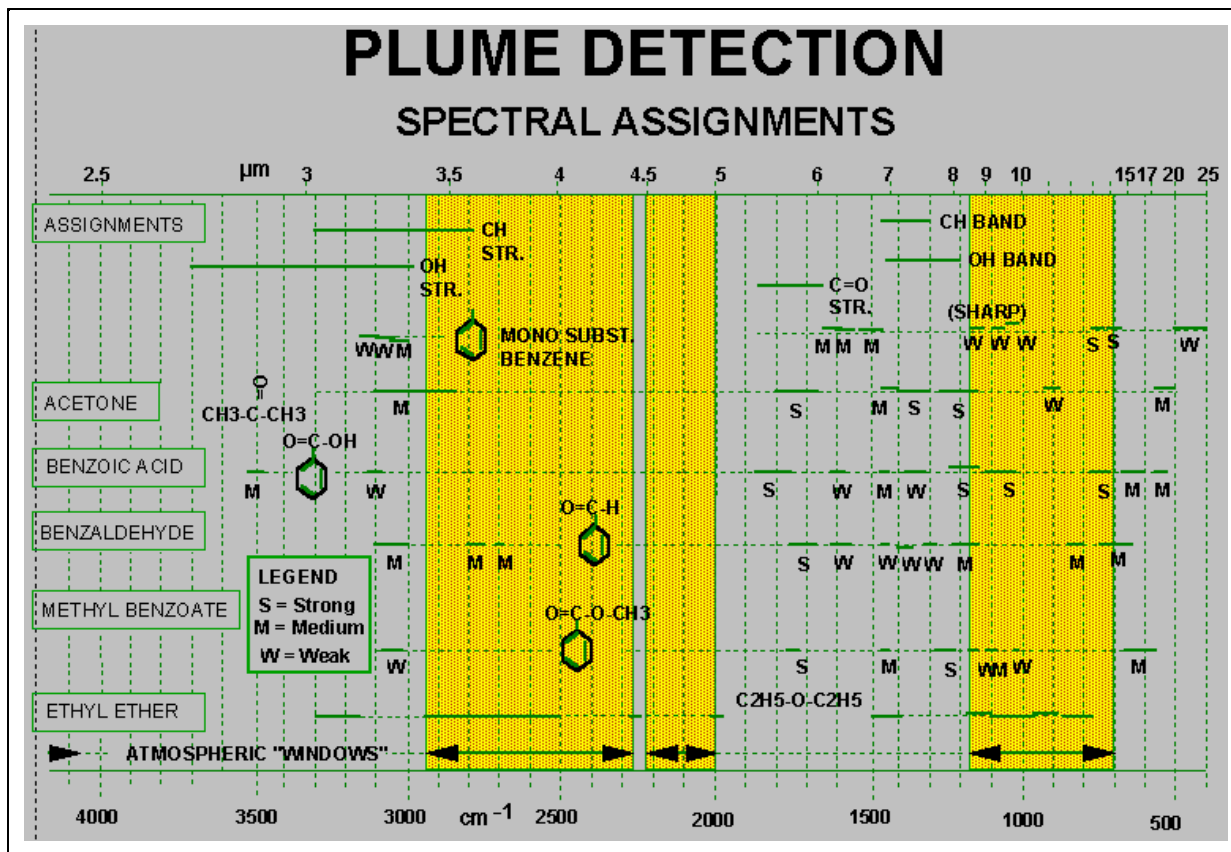 PLUME DETECTION
SPECTRAL ASSIGNMENTS
2.5 µm 3 3,5 4 4.5 5 6 7 8 9 10 15 17 20 25
ASSIGNMENTS
CH
STR.
CH BAND
OH
STR.
OH BAND
C=O
STR.
(SHARP)
MONO SUBST.
BENZENE
W W M M M M W W W S S W
ACETONE
O
CH3-C-CH3
M S M S S W M
O=C-OH
BENZOIC ACID
M W S W M W S S S M M
O=C-H
BENZALDEHYDE
M M M S W W W W M M M
LEGEND
S = Strong
M = Medium
W = Weak
METHYL BENZOATE
O=C-O-CH3
W S M S W M W M
C2H5-O-C2H5
ETHYL ETHER
ATMOSPHERIC "WINDOWS"
4000 3500 3000 cm -1 2500 2000 1500 1000 500